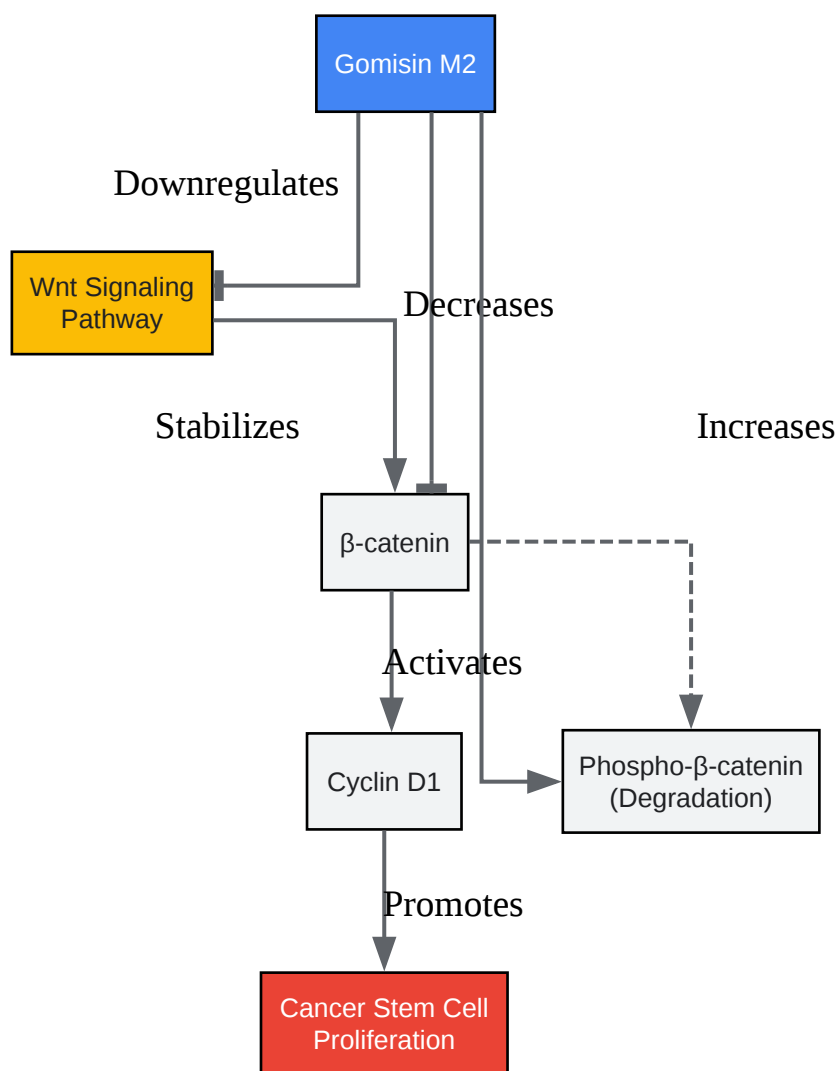 Gomisin M2
Downregulates
Wnt Signaling
Pathway
Decreases
Stabilizes
Increases
β-catenin
Activates
Cyclin D1
Phospho-β-catenin
(Degradation)
Promotes
Cancer Stem Cell
Proliferation